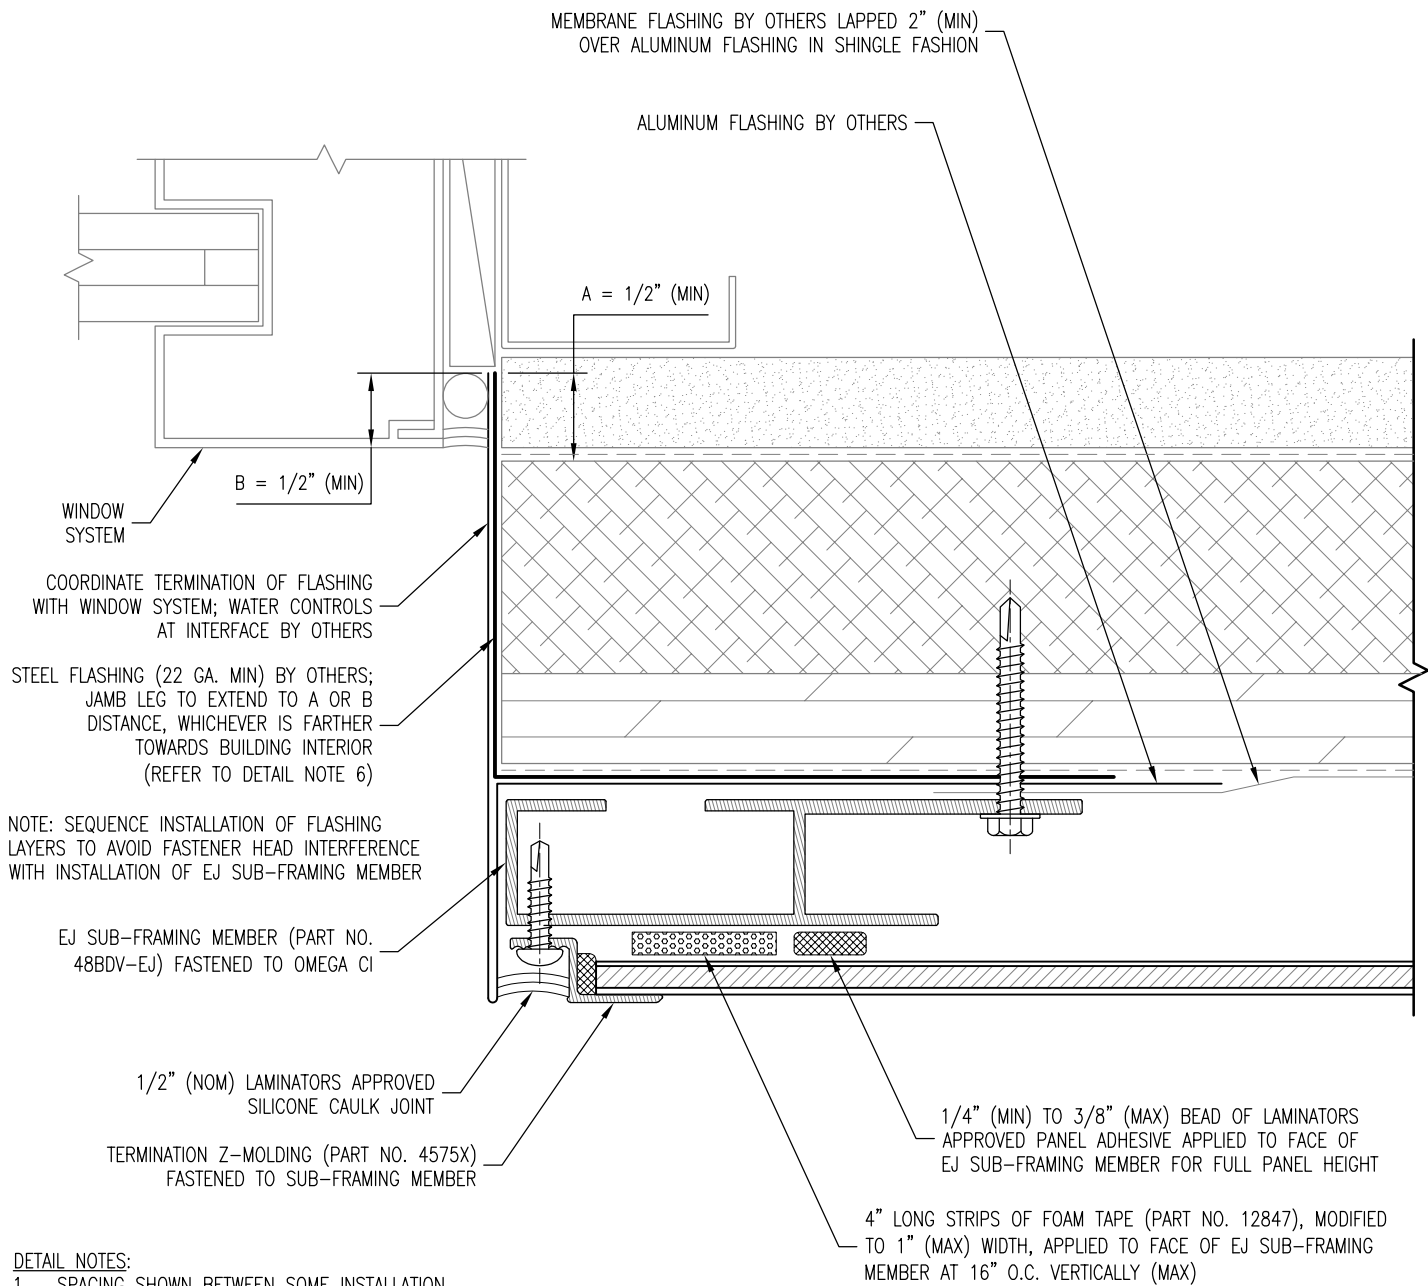 MEMBRANE FLASHING BY OTHERS LAPPED 2” (MIN)
OVER ALUMINUM FLASHING IN SHINGLE FASHION
ALUMINUM FLASHING BY OTHERS
A = 1/2” (MIN)
B = 1/2” (MIN)
WINDOW
SYSTEM
COORDINATE TERMINATION OF FLASHING
WITH WINDOW SYSTEM; WATER CONTROLS
AT INTERFACE BY OTHERS
STEEL FLASHING (22 GA. MIN) BY OTHERS;
JAMB LEG TO EXTEND TO A OR B
DISTANCE, WHICHEVER IS FARTHER
TOWARDS BUILDING INTERIOR
(REFER TO DETAIL NOTE 6)
NOTE: SEQUENCE INSTALLATION OF FLASHING
LAYERS TO AVOID FASTENER HEAD INTERFERENCE
WITH INSTALLATION OF EJ SUB-FRAMING MEMBER
EJ SUB-FRAMING MEMBER (PART NO.
48BDV-EJ) FASTENED TO OMEGA CI
1/2” (NOM) LAMINATORS APPROVED
SILICONE CAULK JOINT
TERMINATION Z-MOLDING (PART NO. 4575X)
FASTENED TO SUB-FRAMING MEMBER
1/4” (MIN) TO 3/8” (MAX) BEAD OF LAMINATORS
APPROVED PANEL ADHESIVE APPLIED TO FACE OF
EJ SUB-FRAMING MEMBER FOR FULL PANEL HEIGHT
4” LONG STRIPS OF FOAM TAPE (PART NO. 12847), MODIFIED
TO 1” (MAX) WIDTH, APPLIED TO FACE OF EJ SUB-FRAMING
MEMBER AT 16” O.C. VERTICALLY (MAX)
DETAIL NOTES:
1. SPACING SHOWN BETWEEN SOME INSTALLATION